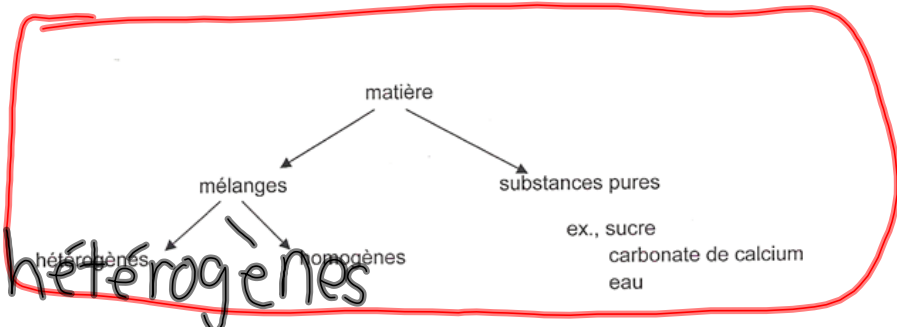 matière
mélanges substances pures
ex., sucre
hétérogènes homogènes carbonate de calcium
eau
hétérogènes